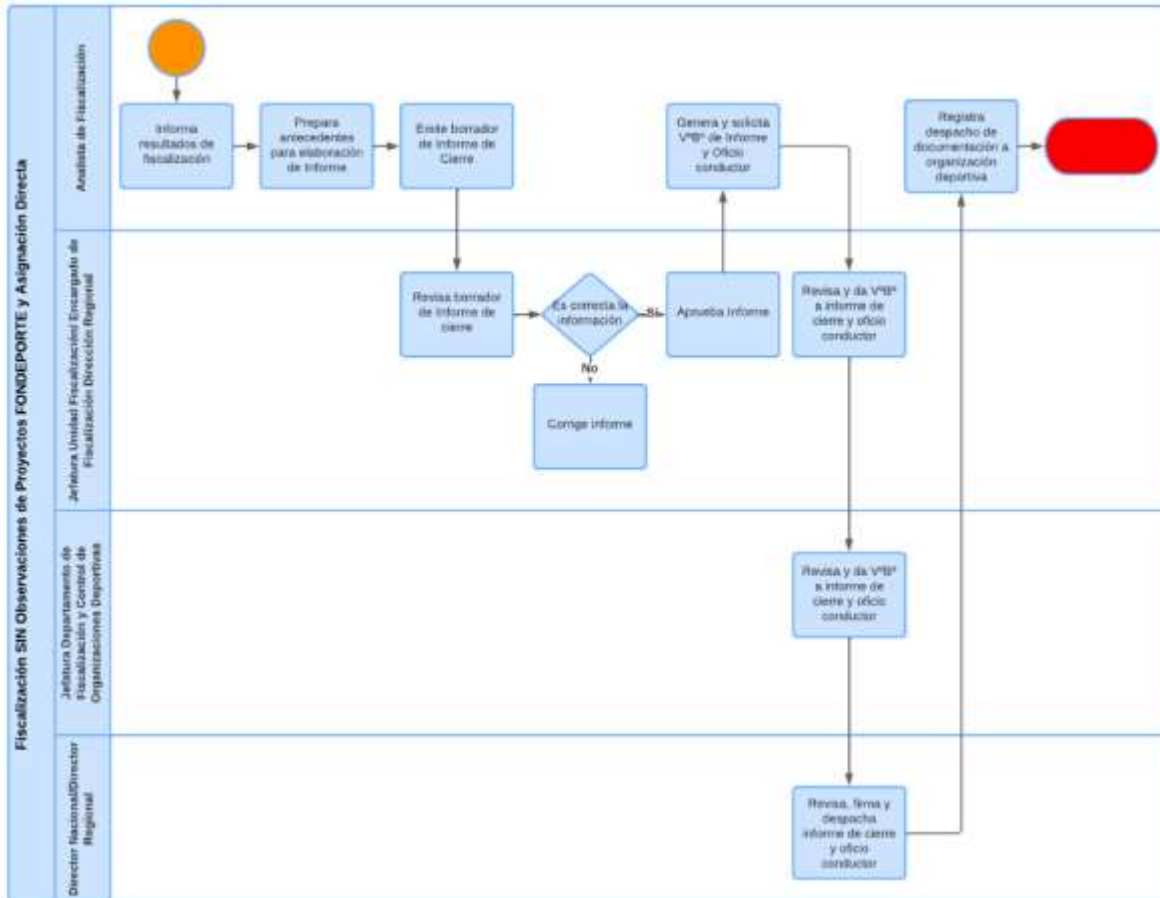 Fiscalización SIN Observaciones de Proyectos FONDEPORTE y Asignación Directa
Analista de Fiscalización
Informa
resultados de
fiscalización
Prepara
antecedentes
para elaboración
de Informe
Emite borrador
de Informe de
Cierre
Genera y solicita
VºBº de Informe
y Oficio
conductor
Registra
despacho de
documentación a
organización
deportiva
Jefatura Unidad Fiscalización/ Encargado de
Fiscalización Dirección Regional
Revisa borrador
de Informe de
cierre
Es correcta la
información
Si
Aprueba Informe
No
Corrige informe
Revisa y da VºBº
a informe de
cierre y oficio
conductor
Jefatura Departamento de
Fiscalización y Control de
Organizaciones Deportivas
Revisa y da VºBº
a informe de
cierre y oficio
conductor
Director Nacional/Director
Regional
Revisa, firma y
despacha
informe de cierre
y oficio
conductor